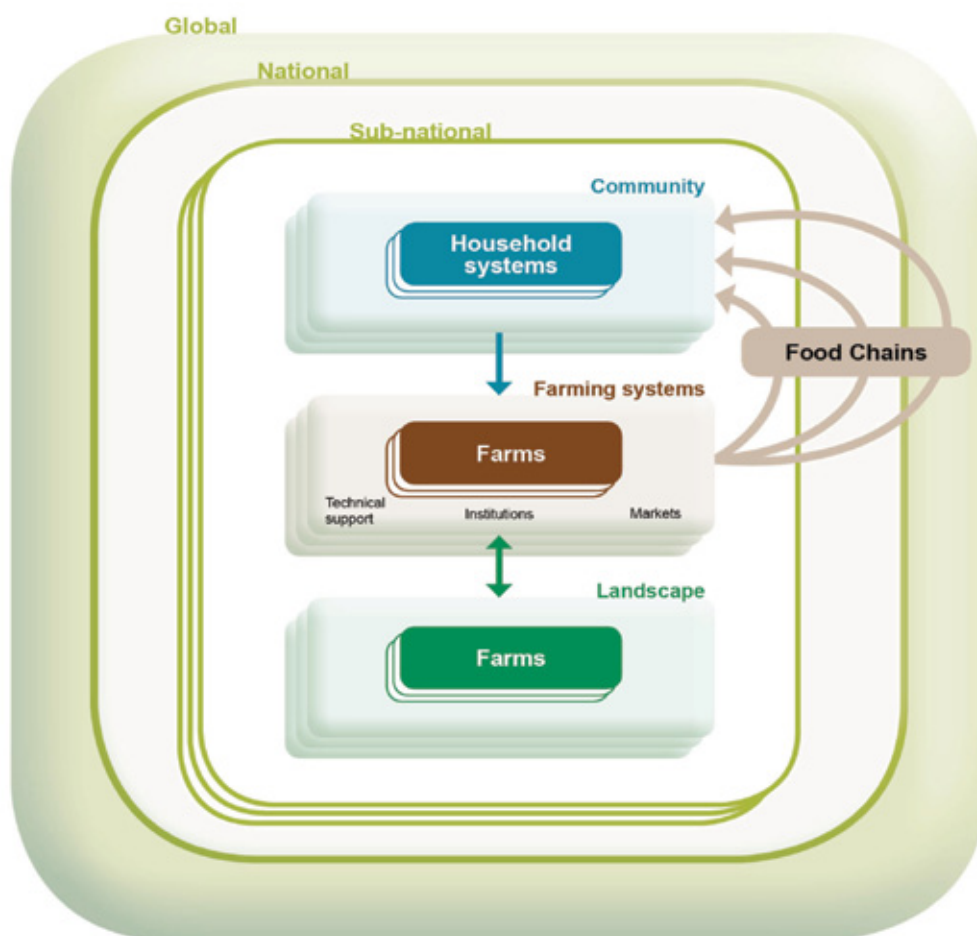 Global
National
Sub-national
Community
Household
systems
Food Chains
Farming systems
Farms
Technical
support
Institutions
Markets
Landscape
Farms